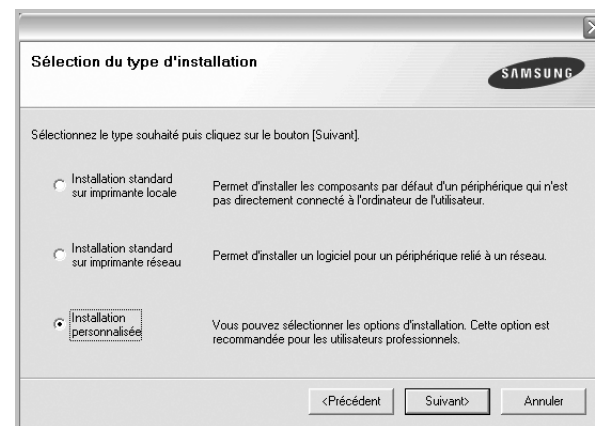 Sélection du type d'installation
SAMSUNG
Sélectionnez le type souhaité puis cliquez sur le bouton [Suivant].
Installation standard
sur imprimante locale
Permet d'installer les composants par défaut d'un périphérique qui n'est
pas directement connecté à l'ordinateur de l'utilisateur.
Installation standard
sur imprimante réseau
Permet d'installer un logiciel pour un périphérique relié à un réseau.
Installation
personnalisée
Vous pouvez sélectionner les options d'installation. Cette option est
recommandée pour les utilisateurs professionnels.
<Précédent
Suivant>
Annuler